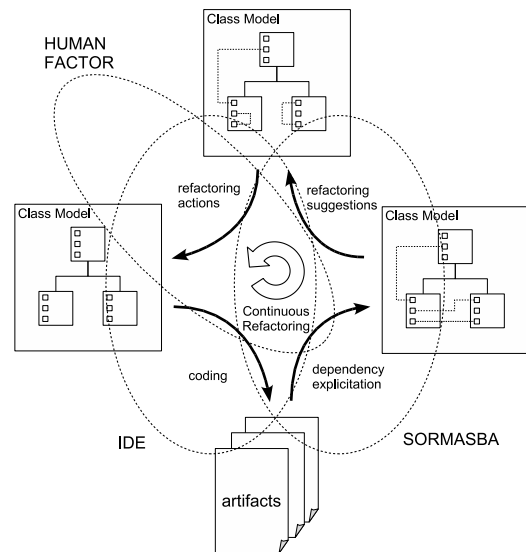 Class Model
HUMAN
FACTOR
refactoring
actions
refactoring
suggestions
Class Model
Class Model
Continuous
Refactoring
coding
dependency
explicitation
IDE
SORMASBA
artifacts